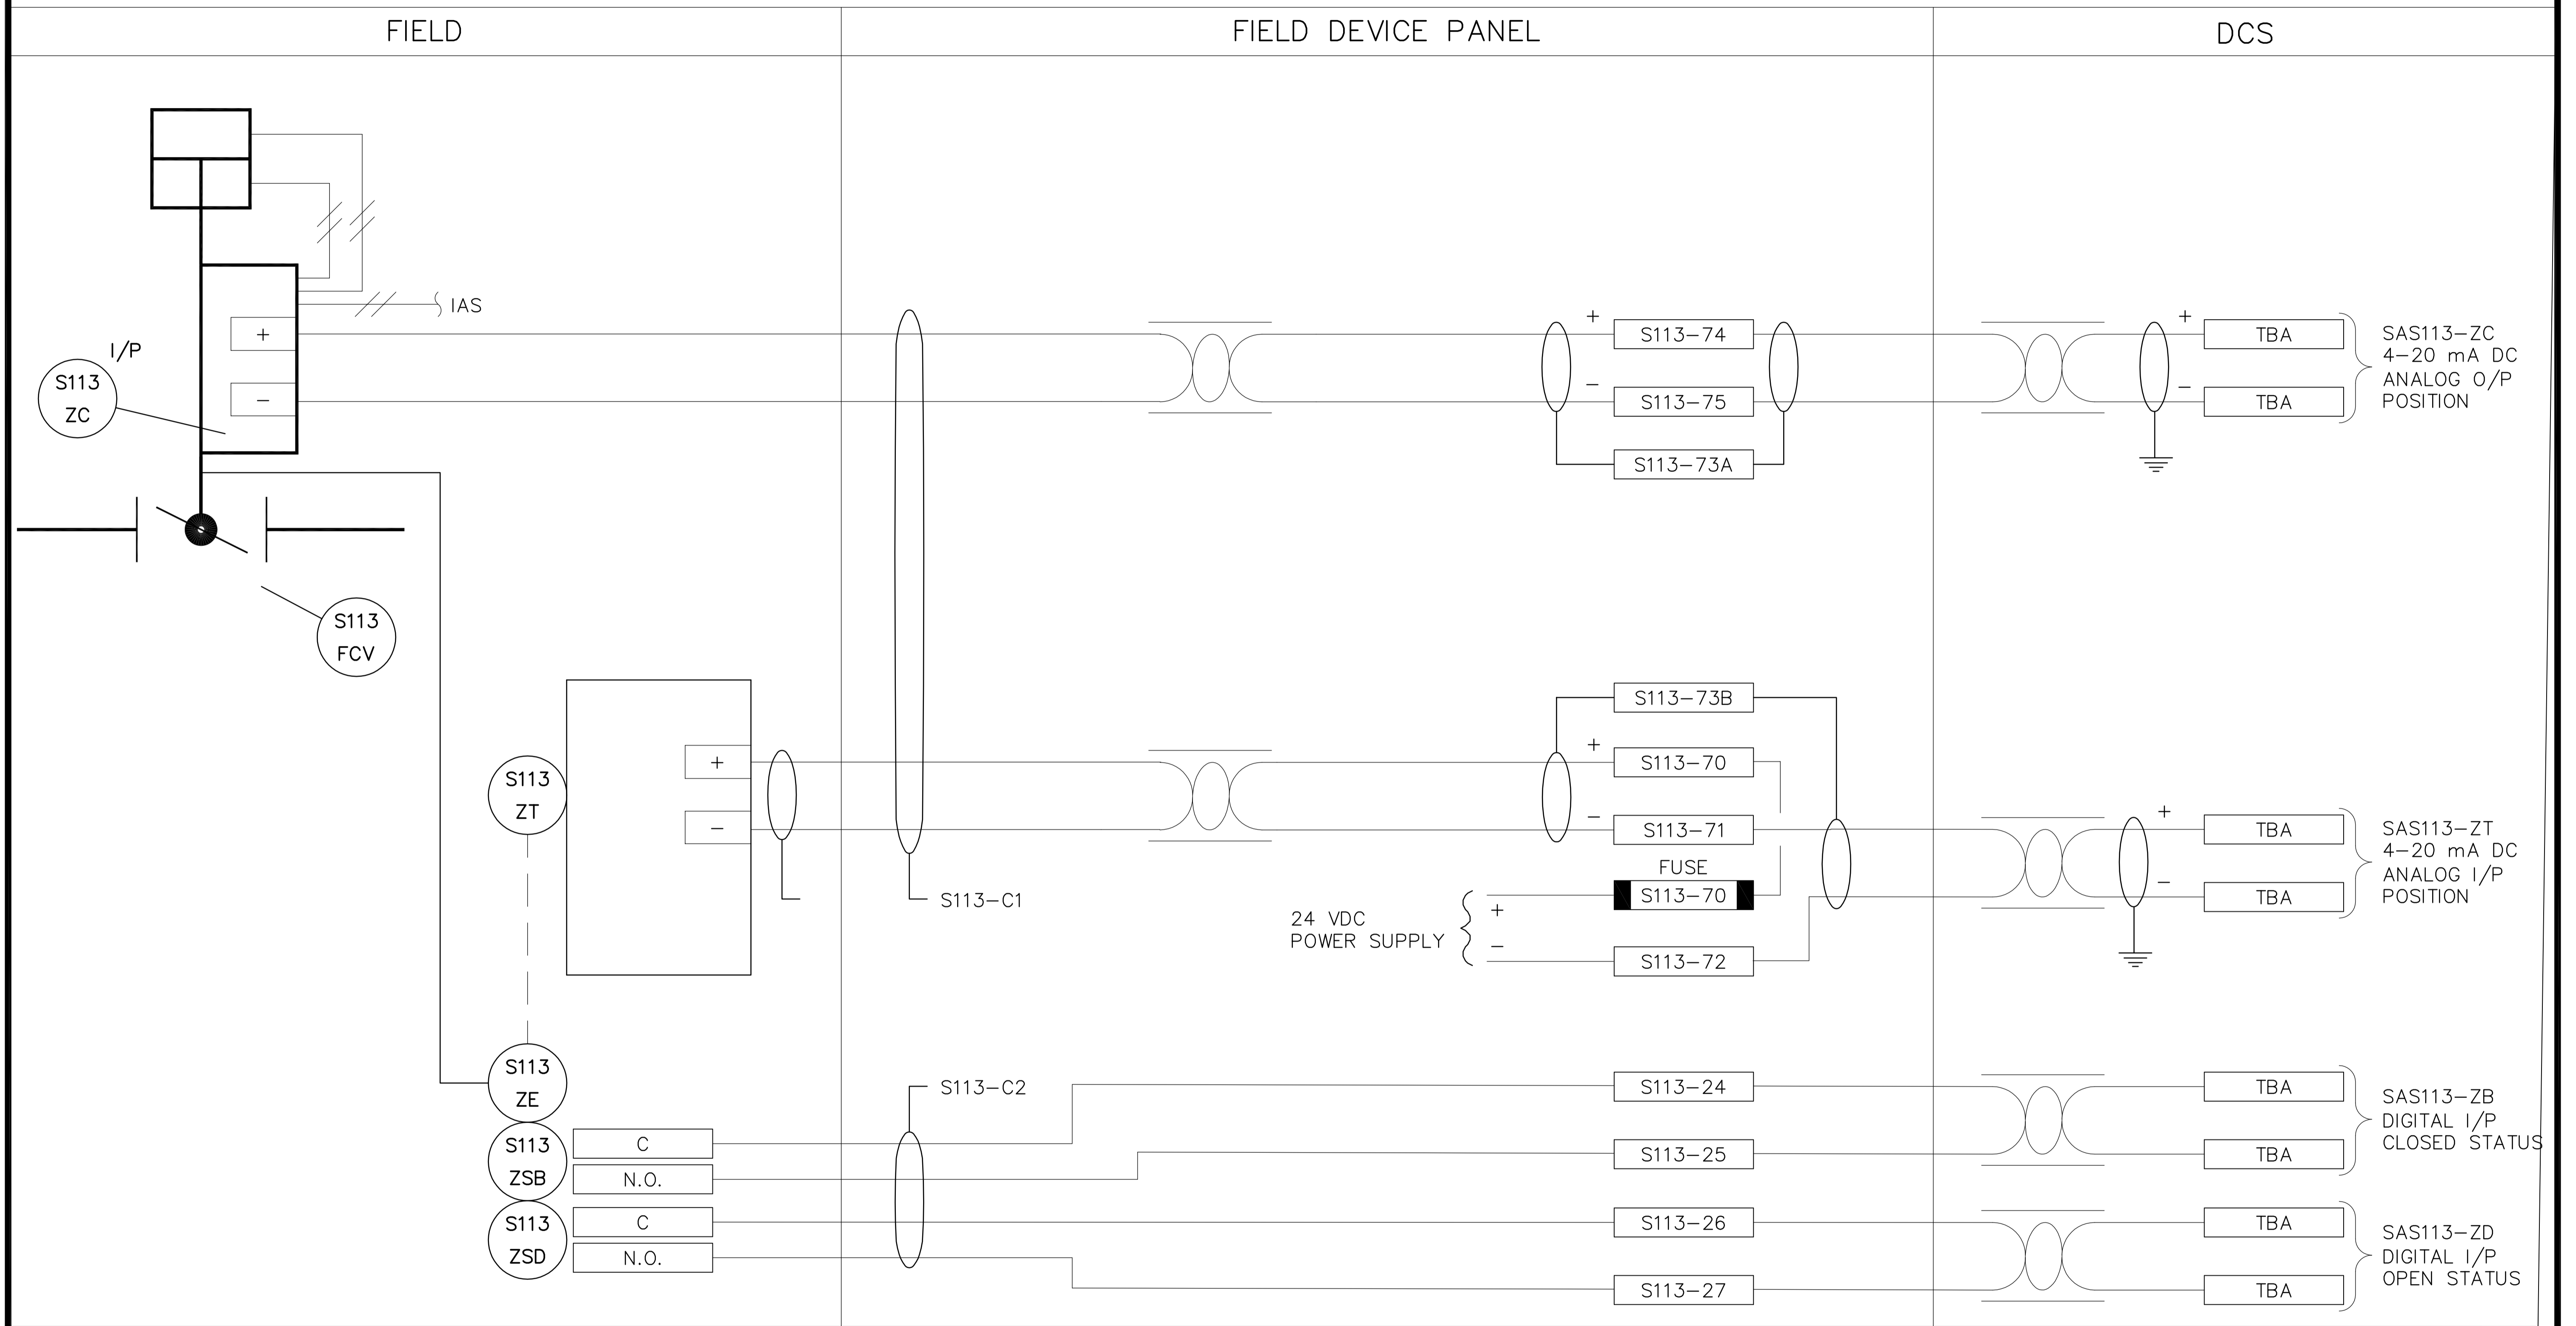 FIELD
FIELD DEVICE PANEL
DCS
IAS
I/P
+
−
S113
ZC
S113
FCV
+
S113-74
−
S113-75
S113-73A
+
TBA
−
TBA
SAS113-ZC
4-20 mA DC
ANALOG O/P
POSITION
S113
ZT
+
−
S113-C1
S113-73B
+
S113-70
−
S113-71
FUSE
S113-70
24 VDC
POWER SUPPLY
+
−
S113-72
+
TBA
−
TBA
SAS113-ZT
4-20 mA DC
ANALOG I/P
POSITION
S113
ZE
S113
ZSB
C
N.O.
S113
ZSD
C
N.O.
S113-C2
S113-24
S113-25
S113-26
S113-27
TBA
TBA
SAS113-ZB
DIGITAL I/P
CLOSED STATUS
TBA
TBA
SAS113-ZD
DIGITAL I/P
OPEN STATUS